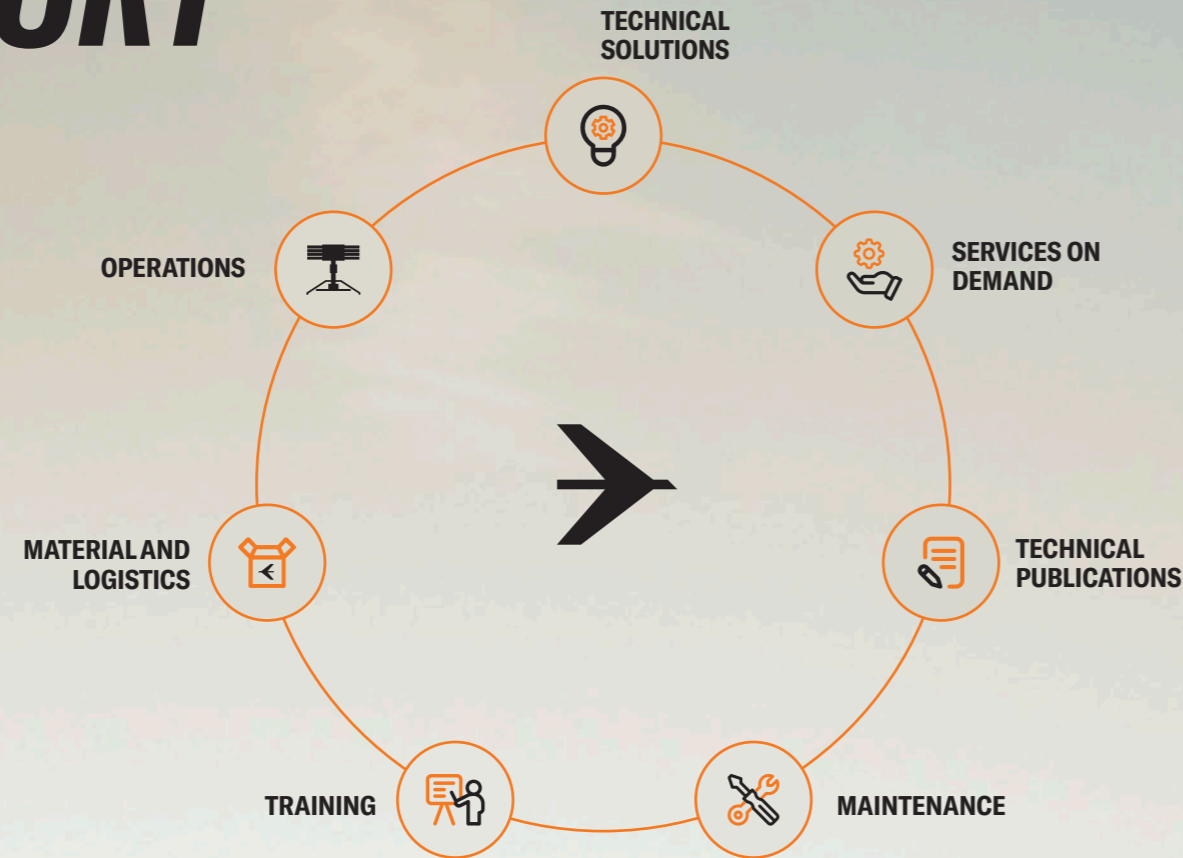 TECHNICAL
SOLUTIONS
OPERATIONS
SERVICES ON
DEMAND
MATERIAL AND
LOGISTICS
TECHNICAL
PUBLICATIONS
TRAINING
MAINTENANCE